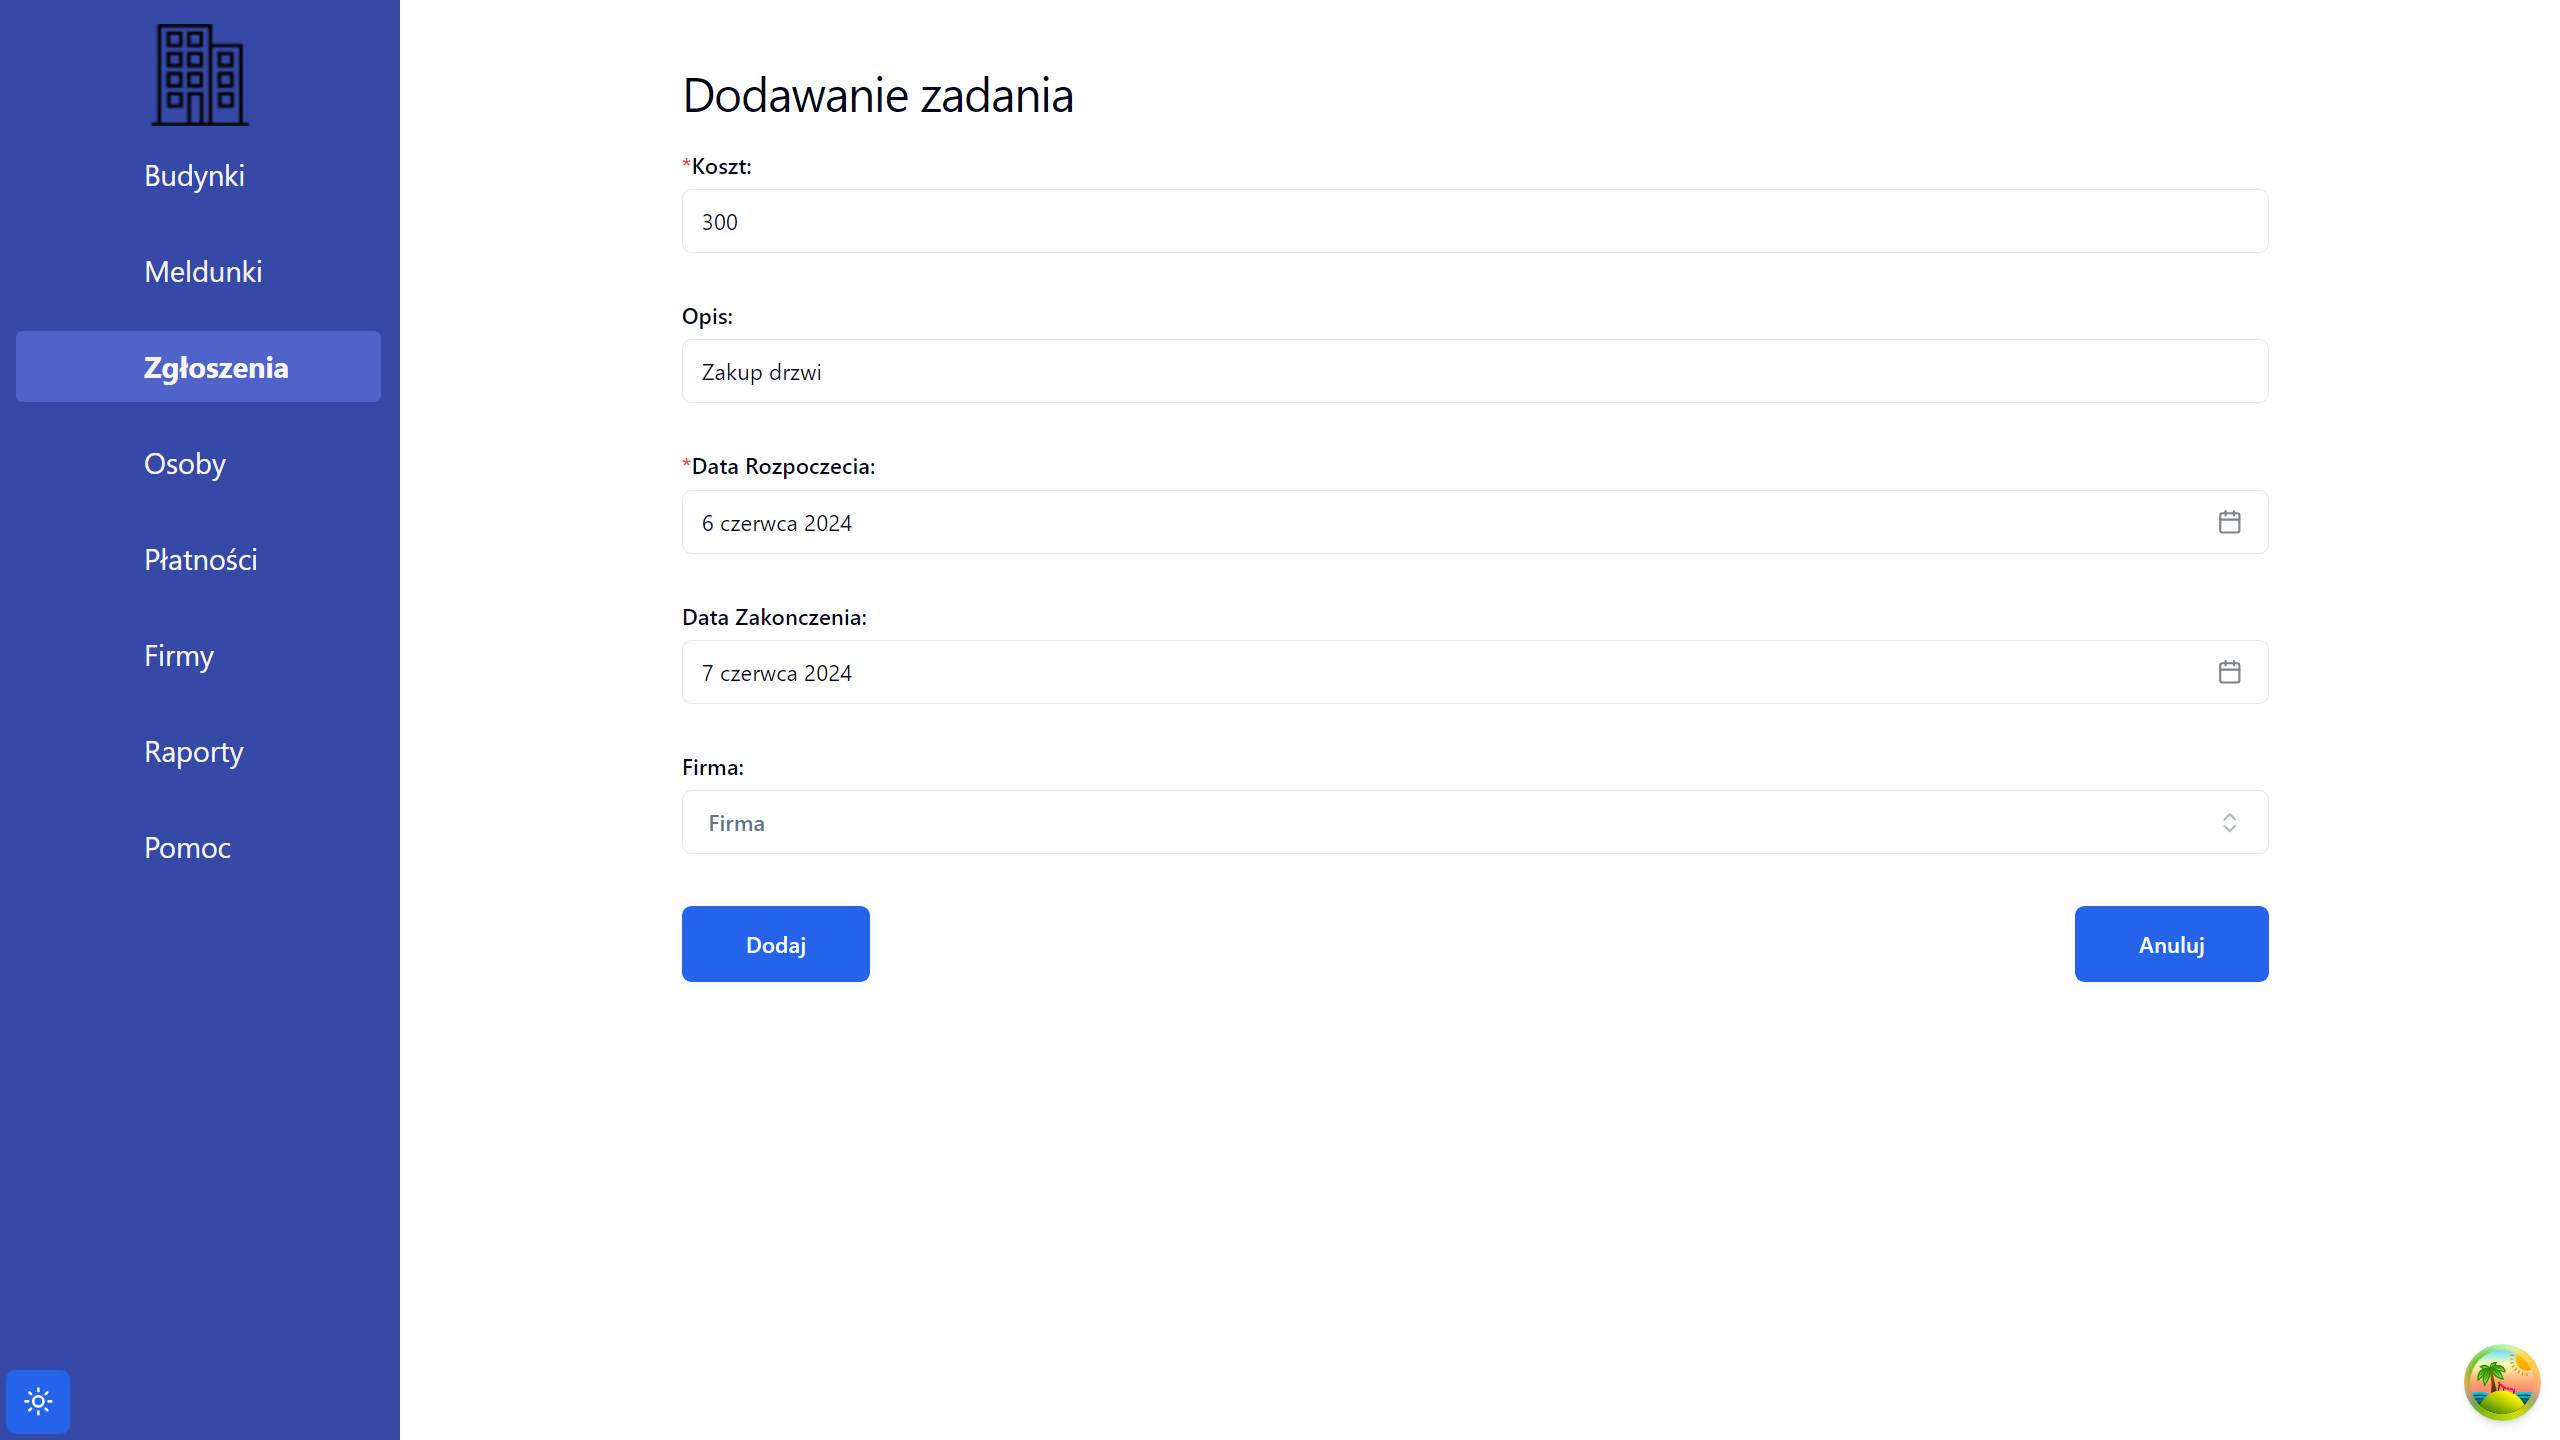 Budynki
Meldunki
Zgłoszenia
Osoby
Płatności
Firmy
Raporty
Pomoc
Dodawanie zadania
*Koszt:
300
Opis:
Zakup drzwi
*Data Rozpoczecia:
6 czerwca 2024
Data Zakonczenia:
7 czerwca 2024
Firma:
Firma
Dodaj
Anuluj